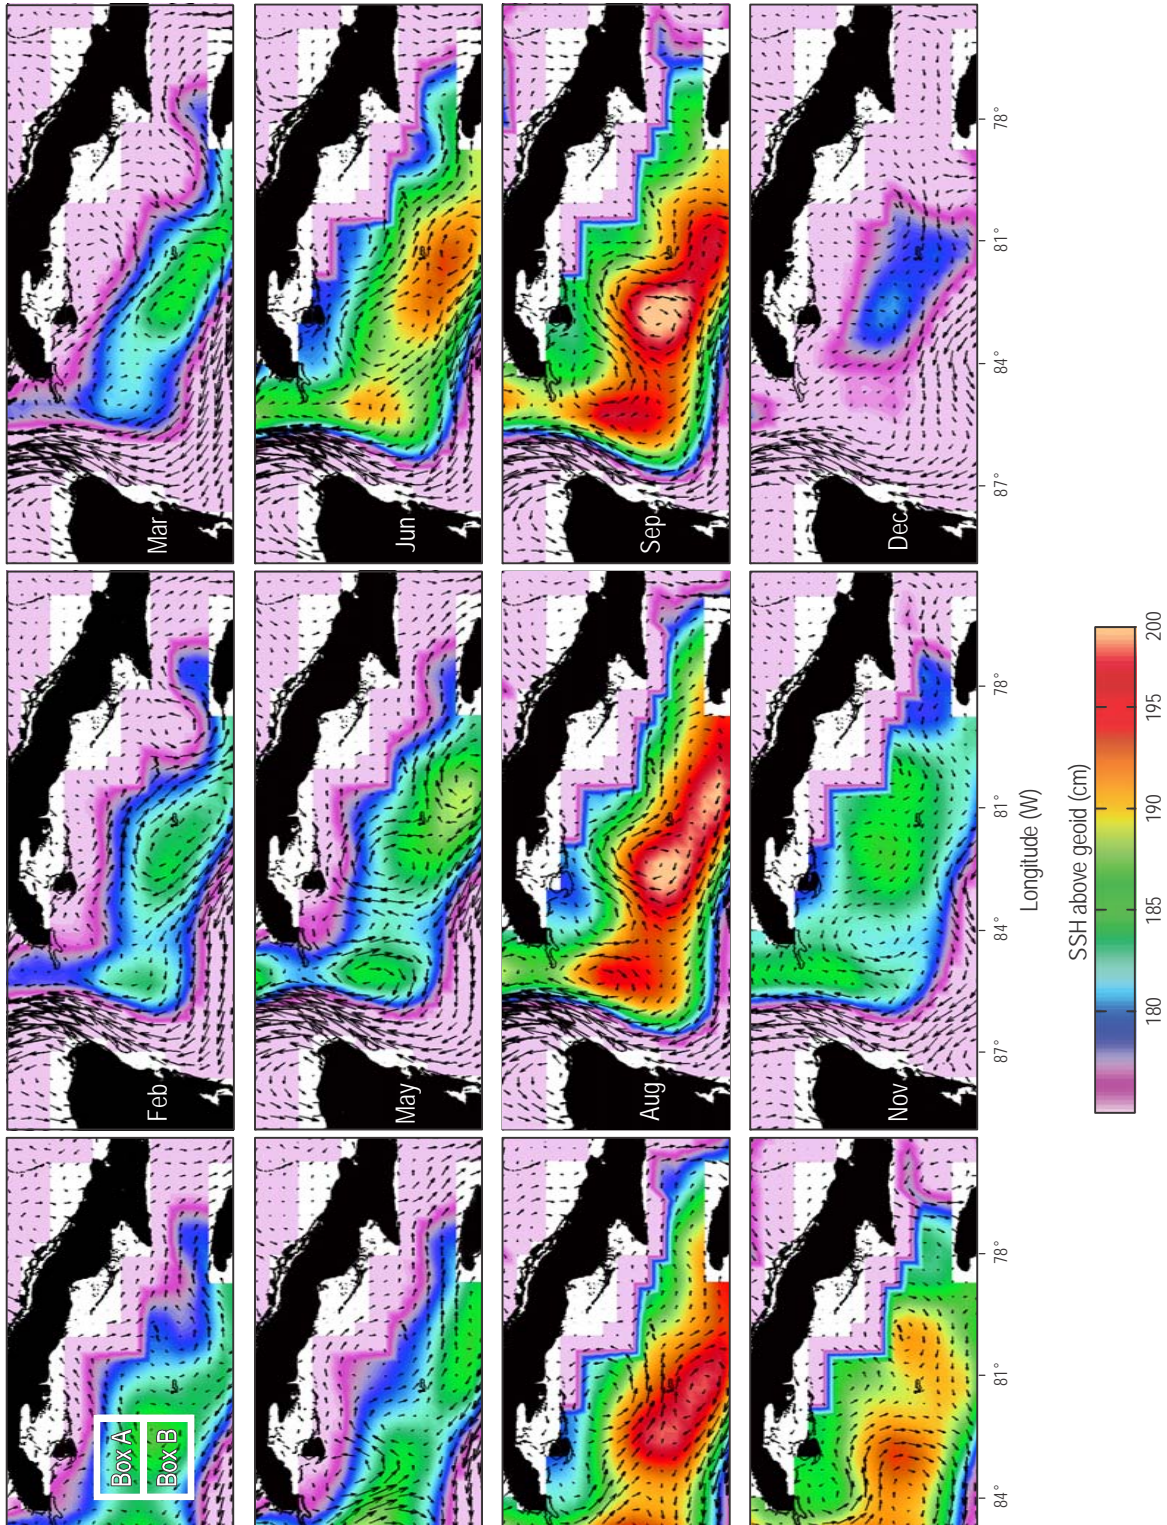 Box A
Box B
Feb
Mar
May
Jun
Aug
Sep
Nov
Dec
84°
81°
78°
87°
84°
81°
78°
87°
84°
81°
78°
Longitude (W)
SSH above geoid (cm)
180
185
190
195
200